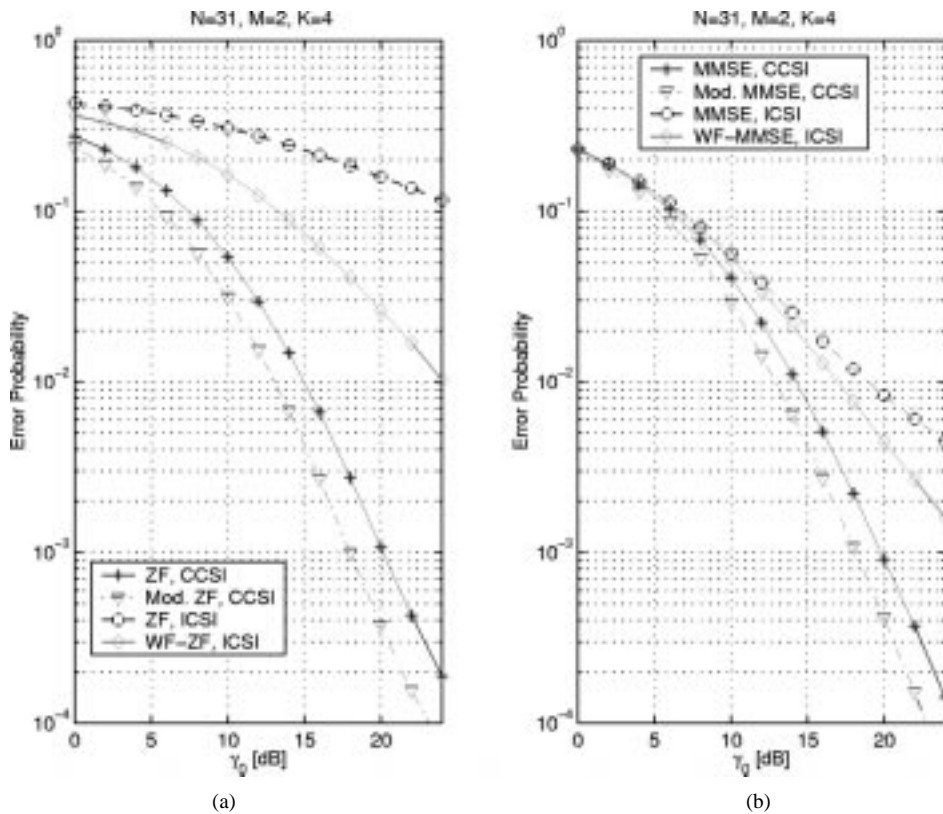 N=31, M=2, K=4
10^0
10^-1
10^-2
10^-3
10^-4
Error Probability
ZF, CCSI
Mod. ZF, CCSI
ZF, ICSI
WF-ZF, ICSI
0 5 10 15 20
γ_0 [dB]
(a)
N=31, M=2, K=4
10^0
10^-1
10^-2
10^-3
10^-4
Error Probability
MMSE, CCSI
Mod. MMSE, CCSI
MMSE, ICSI
WF-MMSE, ICSI
0 5 10 15 20
γ_0 [dB]
(b)